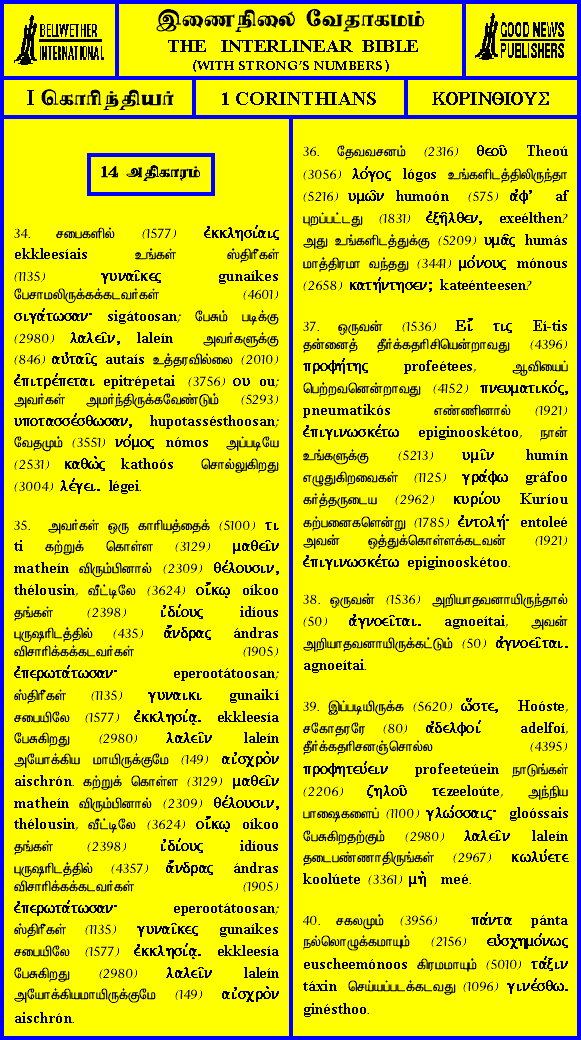 BELLWETHER
INTERNATIONAL
இணைநிலை வேதாகமம்
THE INTERLINEAR BIBLE
(WITH STRONG'S NUMBERS)
GOOD NEWS
PUBLISHERS
I கொரிந்தியர்
1 CORINTHIANS
ΚΟΡΙΝΘΙΟΥΣ
14 அதிகாரம்
34. சபைகளில் (1577) ἐκκλησίαις
ekkleesíais உங்கள் ஸ்திரீகள்
(1135) γυναῖκες gunaíkes
பேசாமலிருக்கக்கடவர்கள் (4601)
σιγάτωσαν· sigátoosan; பேசும் படிக்கு
(2980) λαλεῖν, laleín அவர்களுக்கு
(846) αὐταῖς autaís உத்தரவில்லை (2010)
ἐπιτρέπεται epitrépetai (3756) ου ou;
அவர்கள் அமர்ந்திருக்கவேண்டும் (5293)
υποτασσέσθωσαν, hupotassésthoosan;
வேதமும் (3551) νόμος nómos அப்படியே
(2531) καθὼς kathoós சொல்லுகிறது
(3004) λέγει. légei.
35. அவர்கள் ஒரு காரியத்தைக் (5100) τι
ti கற்றுக் கொள்ள (3129) μαθεῖν
matheín விரும்பினால் (2309) θέλουσιν,
thélousin, வீட்டிலே (3624) οἴκῳ oíkoo
தங்கள் (2398) ἰδίους idíous
புருஷரிடத்தில் (435) ἄνδρας ándras
விசாரிக்கக்கடவர்கள் (1905)
ἐπερωτάτωσαν· eperootátoosan;
ஸ்திரீகள் (1135) γυναικι gunaikí
சபையிலே (1577) ἐκκλησίᾳ. ekkleesía
பேசுகிறது (2980) λαλεῖν laleín
அயோக்கிய மாயிருக்குமே (149) αἰσχρὸν
aischrón. கற்றுக் கொள்ள (3129) μαθεῖν
matheín விரும்பினால் (2309) θέλουσιν,
thélousin, வீட்டிலே (3624) οἴκῳ oíkoo
தங்கள் (2398) ἰδίους idíous
புருஷரிடத்தில் (4357) ἄνδρας ándras
விசாரிக்கக்கடவர்கள் (1905)
ἐπερωτάτωσαν· eperootátoosan;
ஸ்திரீகள் (1135) γυναῖκες gunaíkes
சபையிலே (1577) ἐκκλησίᾳ. ekkleesía
பேசுகிறது (2980) λαλεῖν laleín
அயோக்கியமாயிருக்குமே (149) αἰσχρὸν
aischrón.
36. தேவவசனம் (2316) θεοῦ Theoú
(3056) λόγος lógos உங்களிடத்திலிருந்தா
(5216) υμῶν humoón (575) ἀφ' af
புறப்பட்டது (1831) ἐξῆλθεν, exeélthen?
அது உங்களிடத்துக்கு (5209) υμᾶς humás
மாத்திரமா வந்தது (3441) μόνους mónous
(2658) κατήντησεν; kateénteesen?
37. ஒருவன் (1536) Εἴ τις Eí-tis
தன்னைத் தீர்க்கதரிசியென்றாவது (4396)
προφήτης profeétees, ஆவியைப்
பெற்றவனென்றாவது (4152) πνευματικός,
pneumatikós எண்ணினால் (1921)
ἐπιγινωσκέτω epiginooskétoo, நான்
உங்களுக்கு (5213) υμῖν humín
எழுதுகிறவைகள் (1125) γράφω gráfoo
கர்த்தருடைய (2962) κυρίου Kuríou
கற்பனைகளென்று (1785) ἐντολή· entoleé
அவன் ஒத்துக்கொள்ளக்கடவன் (1921)
ἐπιγινωσκέτω epiginooskétoo.
38. ஒருவன் (1536) அறியாதவனாயிருந்தால்
(50) ἀγνοεῖται. agnoeítai, அவன்
அறியாதவனாயிருக்கட்டும் (50) ἀγνοεῖται.
agnoeítai.
39. இப்படியிருக்க (5620) ὥστε, Hoóste,
சகோதரரே (80) ἀδελφοί adelfoí,
தீர்க்கதரிசனஞ்சொல்ல (4395)
προφητεύειν profeeteúein நாடுங்கள்
(2206) ζηλοῦ τεzeeloúte, அந்நிய
பாஷைகளைப் (1100) γλώσσαις· gloóssais
பேசுகிறதற்கும் (2980) λαλεῖν laleín
தடைபண்ணாதிருங்கள் (2967) κωλύετε
koolúete (3361) μὴ meé.
40. சகலமும் (3956) πάντα pánta
நல்லொழுக்கமாயும் (2156) εὐσχημόνως
euscheemónoos கிரமமாயும் (5010) τάξιν
táxin செய்யப்படக்கடவது (1096) γινέσθω.
ginésthoo.